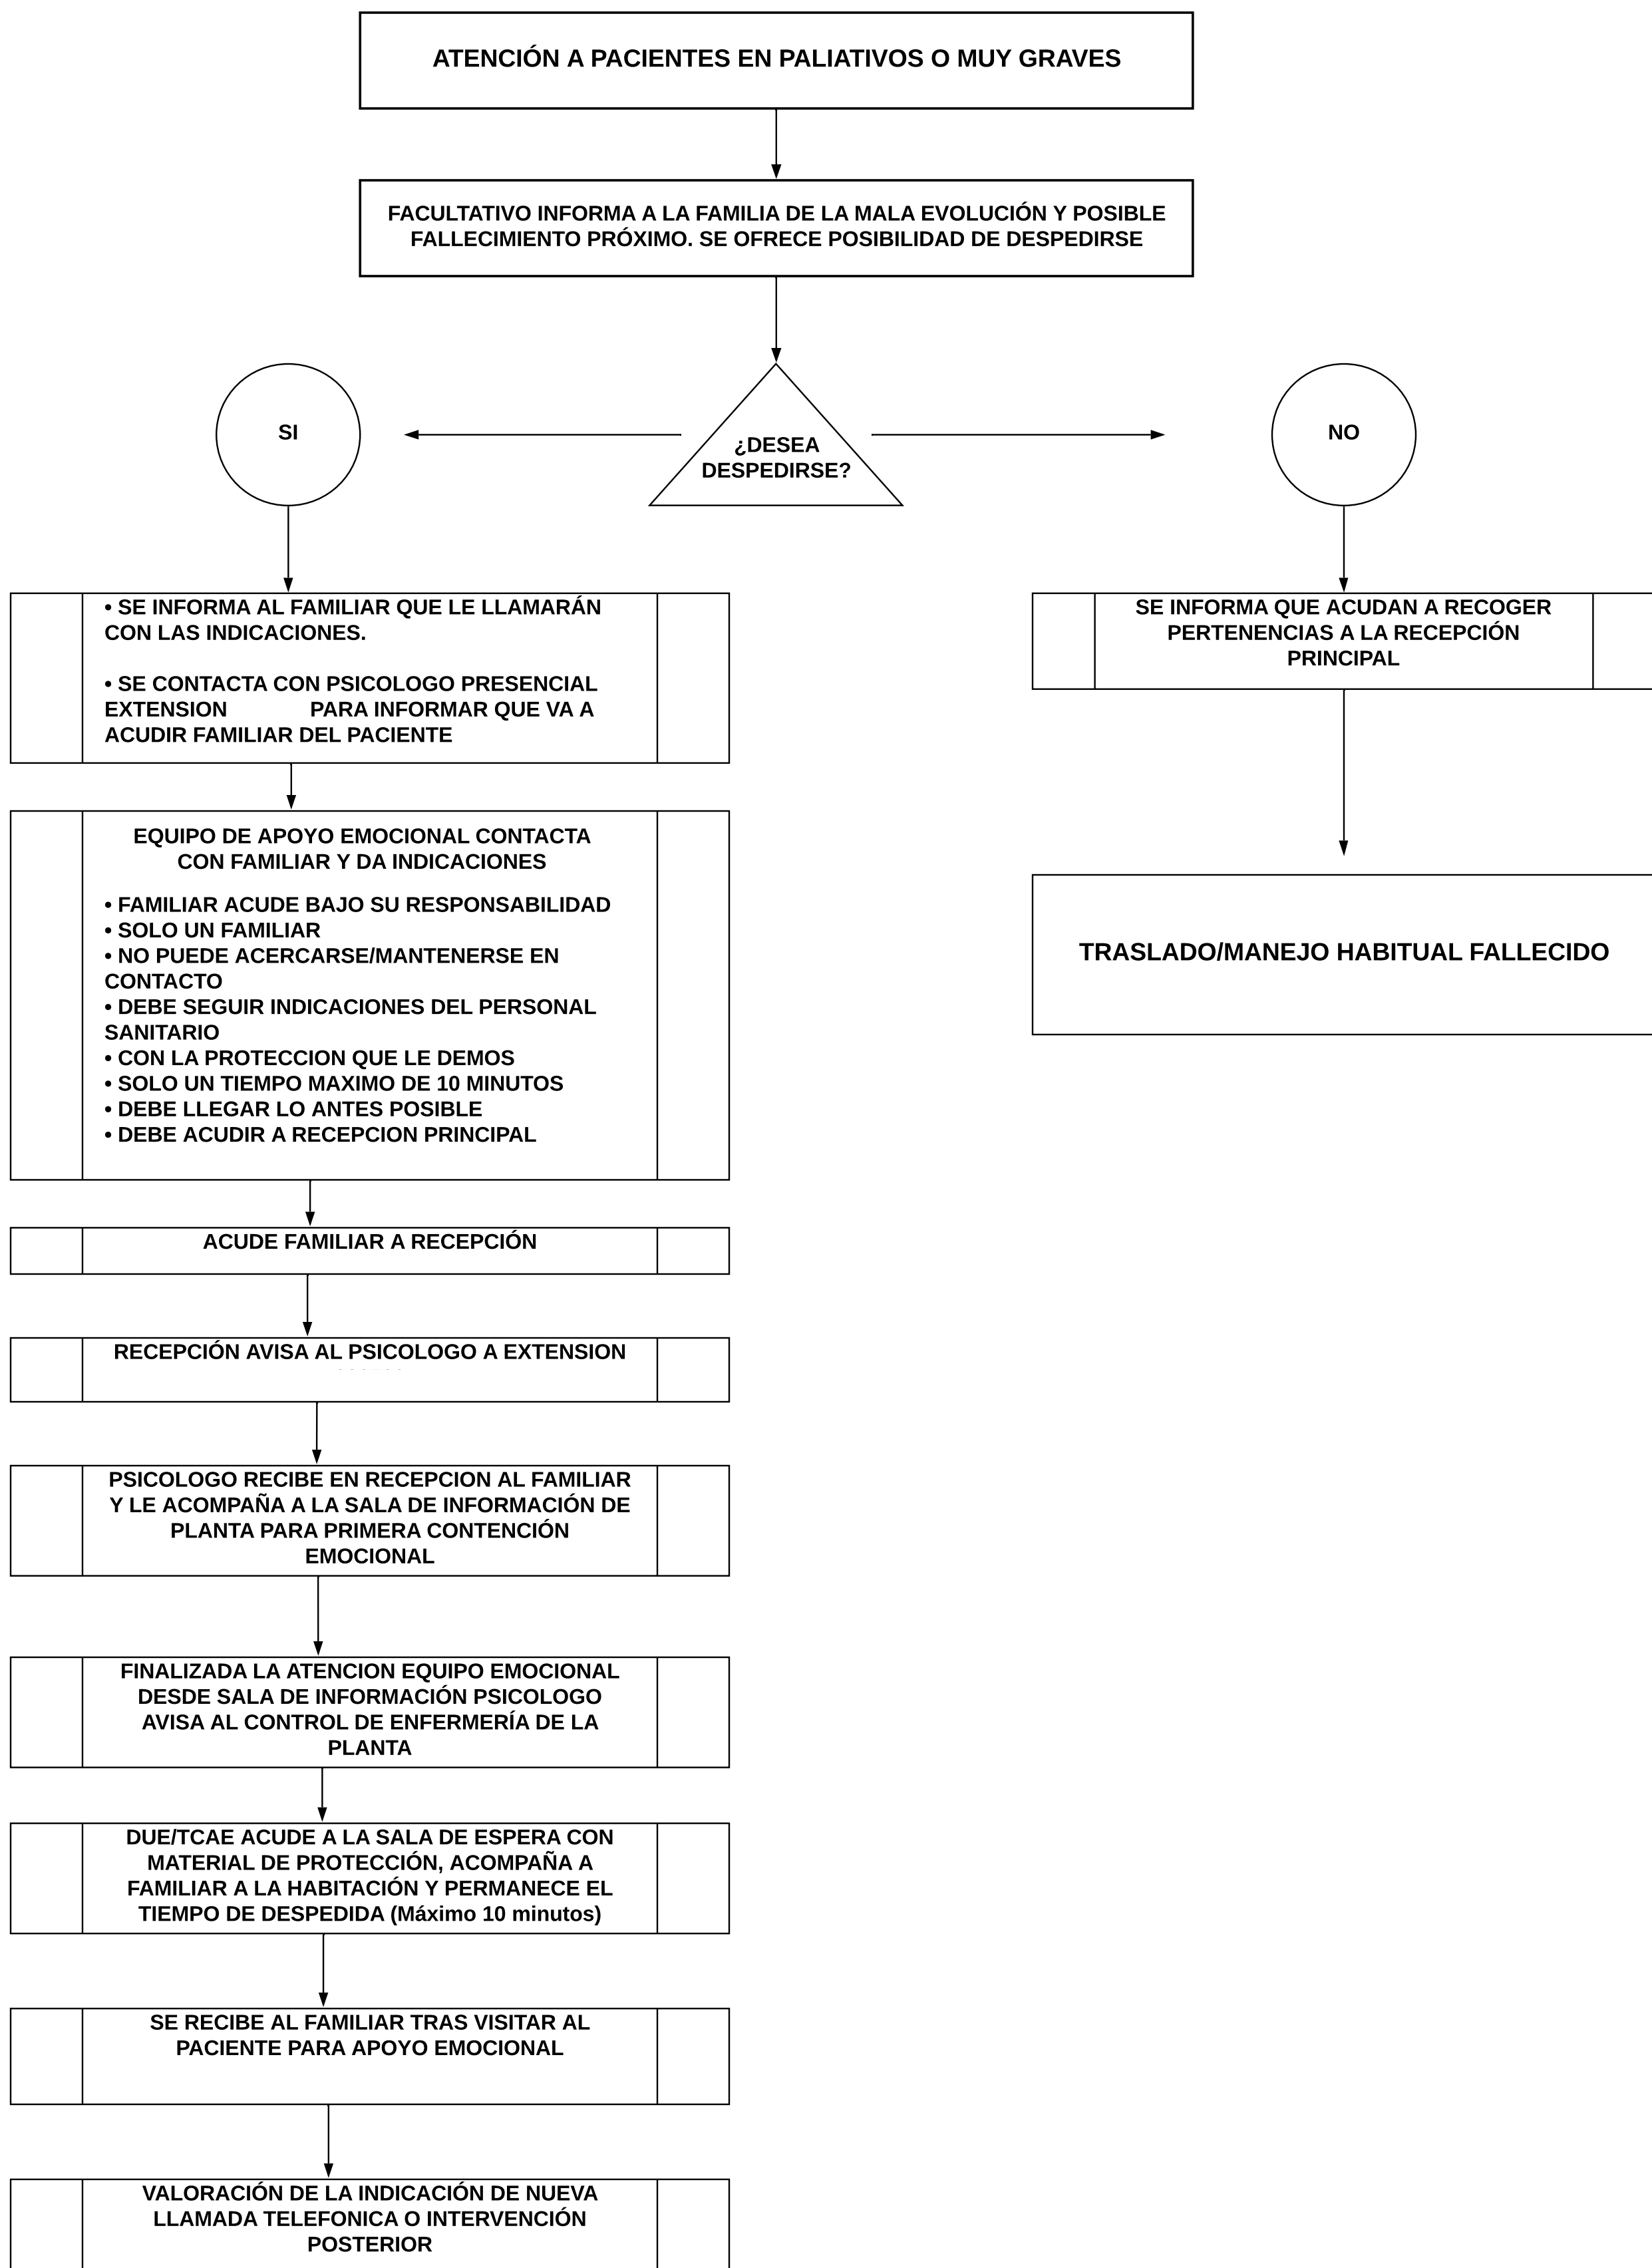 ATENCIÓN A PACIENTES EN PALIATIVOS O MUY GRAVES
FACULTATIVO INFORMA A LA FAMILIA DE LA MALA EVOLUCIÓN Y POSIBLE
FALLECIMIENTO PRÓXIMO. SE OFRECE POSIBILIDAD DE DESPEDIRSE
¿DESEA
DESPEDIRSE?
SI
NO
• SE INFORMA AL FAMILIAR QUE LE LLAMARÁN
CON LAS INDICACIONES.
• SE CONTACTA CON PSICOLOGO PRESENCIAL
EXTENSION PARA INFORMAR QUE VA A
ACUDIR FAMILIAR DEL PACIENTE
EQUIPO DE APOYO EMOCIONAL CONTACTA
CON FAMILIAR Y DA INDICACIONES
• FAMILIAR ACUDE BAJO SU RESPONSABILIDAD
• SOLO UN FAMILIAR
• NO PUEDE ACERCARSE/MANTENERSE EN
CONTACTO
• DEBE SEGUIR INDICACIONES DEL PERSONAL
SANITARIO
• CON LA PROTECCION QUE LE DEMOS
• SOLO UN TIEMPO MAXIMO DE 10 MINUTOS
• DEBE LLEGAR LO ANTES POSIBLE
• DEBE ACUDIR A RECEPCION PRINCIPAL
ACUDE FAMILIAR A RECEPCIÓN
RECEPCIÓN AVISA AL PSICOLOGO A EXTENSION
PSICOLOGO RECIBE EN RECEPCION AL FAMILIAR
Y LE ACOMPAÑA A LA SALA DE INFORMACIÓN DE
PLANTA PARA PRIMERA CONTENCIÓN
EMOCIONAL
FINALIZADA LA ATENCION EQUIPO EMOCIONAL
DESDE SALA DE INFORMACIÓN PSICOLOGO
AVISA AL CONTROL DE ENFERMERÍA DE LA
PLANTA
DUE/TCAE ACUDE A LA SALA DE ESPERA CON
MATERIAL DE PROTECCIÓN, ACOMPAÑA A
FAMILIAR A LA HABITACIÓN Y PERMANECE EL
TIEMPO DE DESPEDIDA (Máximo 10 minutos)
SE RECIBE AL FAMILIAR TRAS VISITAR AL
PACIENTE PARA APOYO EMOCIONAL
VALORACIÓN DE LA INDICACIÓN DE NUEVA
LLAMADA TELEFONICA O INTERVENCIÓN
POSTERIOR
SE INFORMA QUE ACUDAN A RECOGER
PERTENENCIAS A LA RECEPCIÓN
PRINCIPAL
TRASLADO/MANEJO HABITUAL FALLECIDO